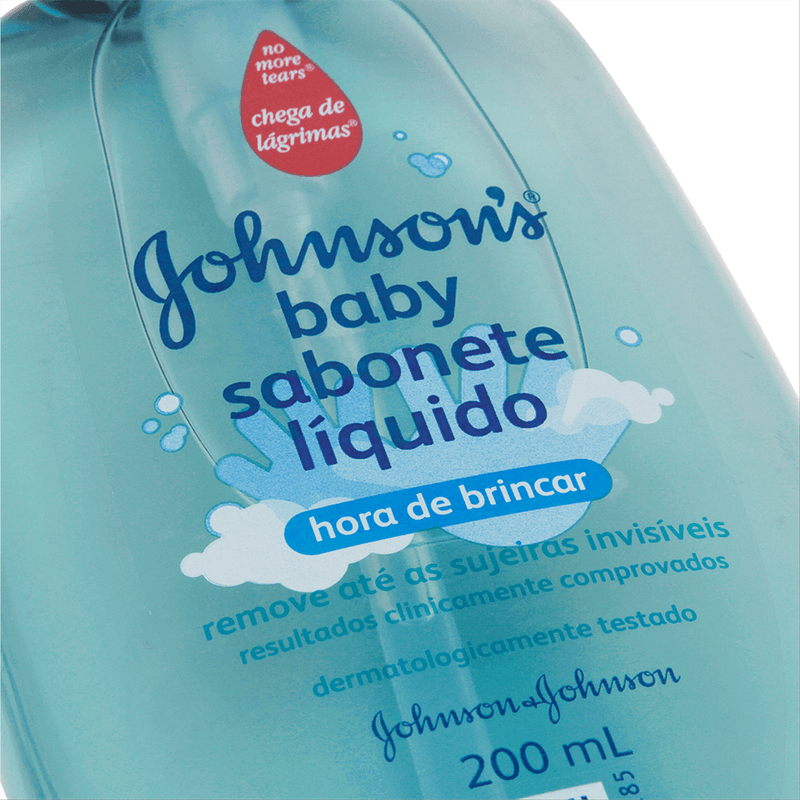 no
more
tears®
chega de
lágrimas®
Johnson's®
baby
sabonete
líquido
hora de brincar
remove até as sujeiras invisíveis
resultados clinicamente comprovados
dermatologicamente testado
Johnson & Johnson
200 mL
85